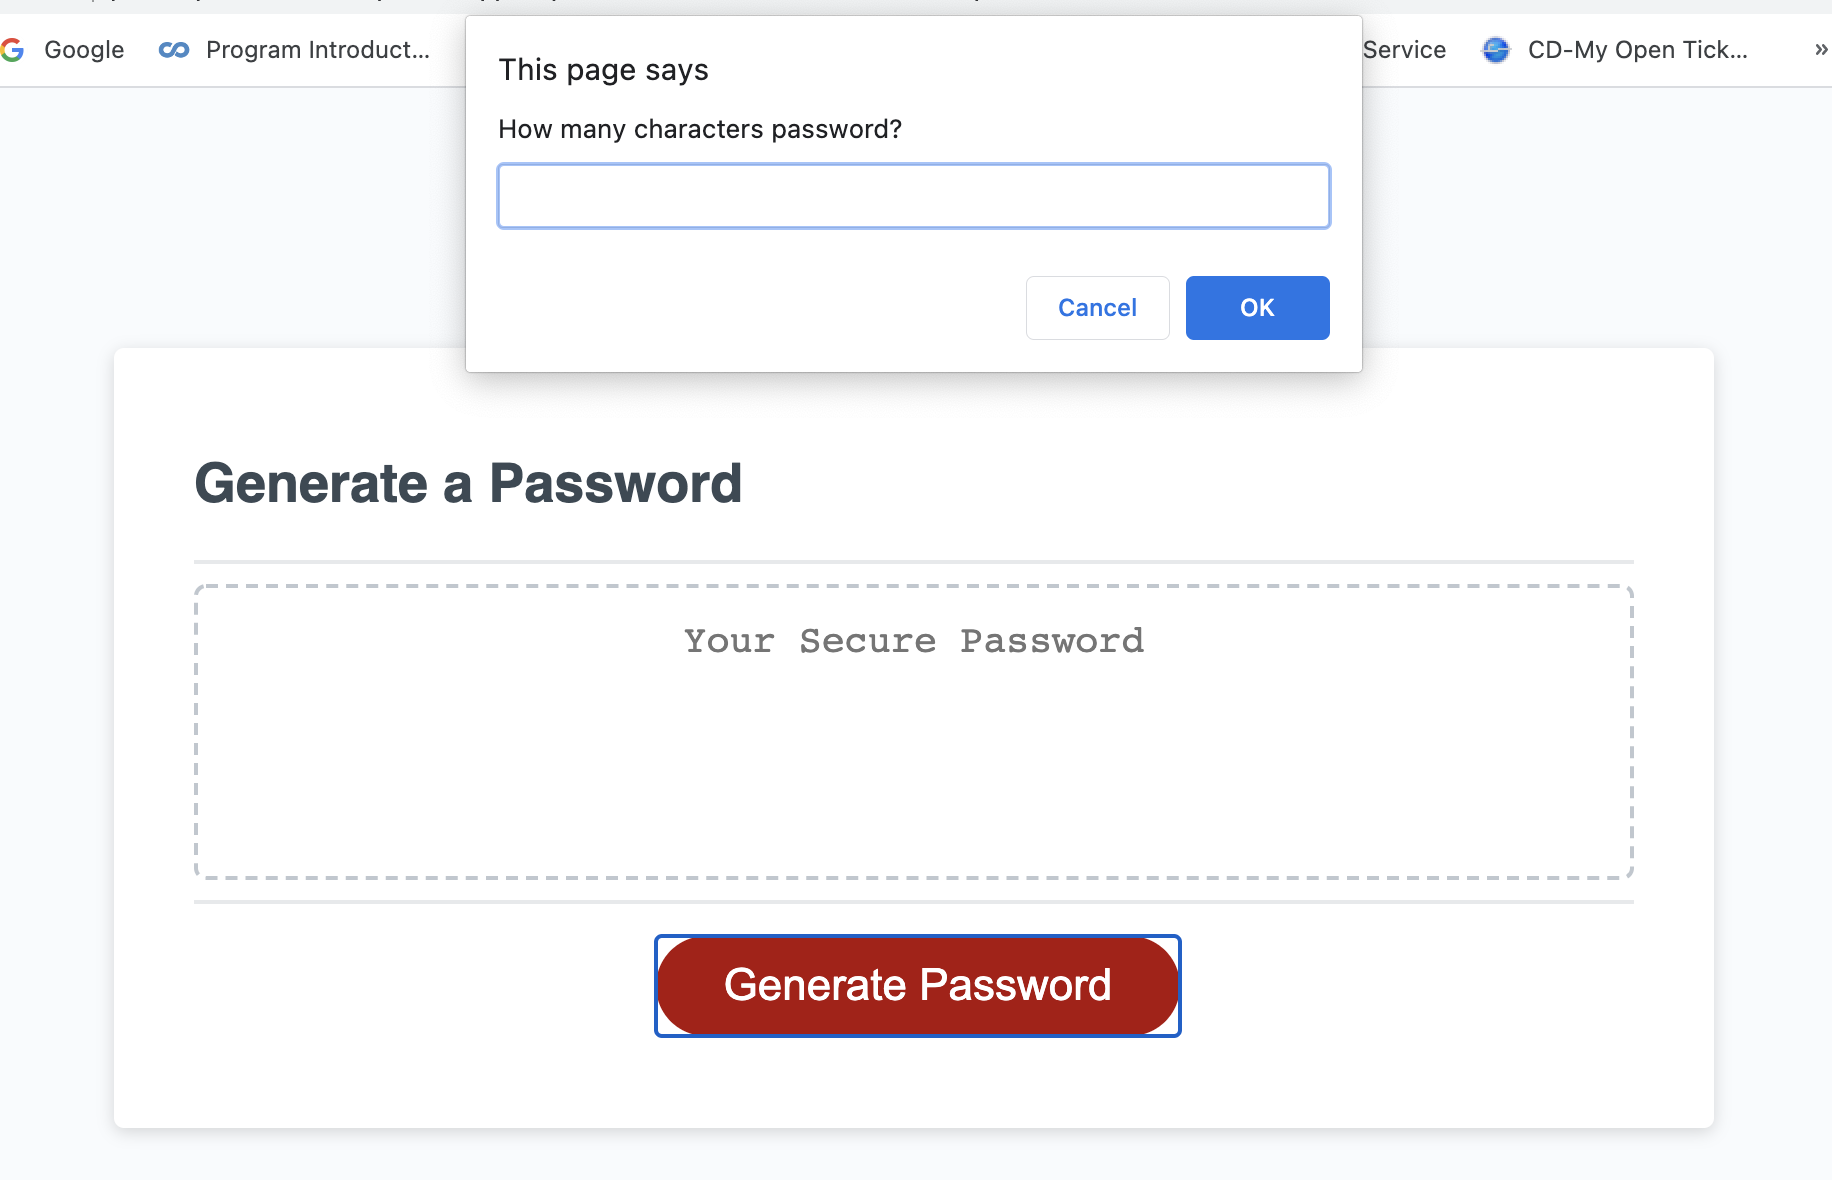 Google
Program Introduct...
Service
CD-My Open Tick...
»
This page says
How many characters password?
Cancel
OK
Generate a Password
Your Secure Password
Generate Password